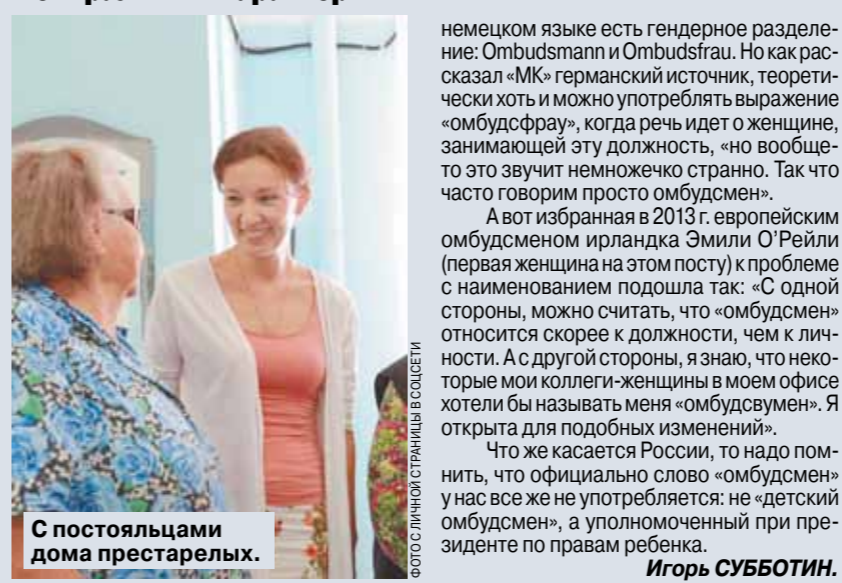 С постояльцами
дома престарелых.
ФОТО С ЛИЧНОЙ СТРАНИЦЫ В СОЦСЕТИ
немецком языке есть гендерное разделе-
ние: Ombudsmann и Ombudsfrau. Но как рас-
сказал «МК» германский источник, теорети-
чески хоть и можно употреблять выражение
«омбудсфрау», когда речь идет о женщине,
занимающей эту должность, «но вообще-
то это звучит немножечко странно. Так что
часто говорим просто омбудсмен».
А вот избранная в 2013 г. европейским
омбудсменом ирландка Эмили О’Рейли
(первая женщина на этом посту) к проблеме
с наименованием подошла так: «С одной
стороны, можно считать, что «омбудсмен»
относится скорее к должности, чем к лич-
ности. А с другой стороны, я знаю, что неко-
торые мои коллеги-женщины в моем офисе
хотели бы называть меня «омбудсвумен». Я
открыта для подобных изменений».
Что же касается России, то надо пом-
нить, что официально слово «омбудсмен»
у нас все же не употребляется: не «детский
омбудсмен», а уполномоченный при пре-
зиденте по правам ребенка.
Игорь СУББОТИН.